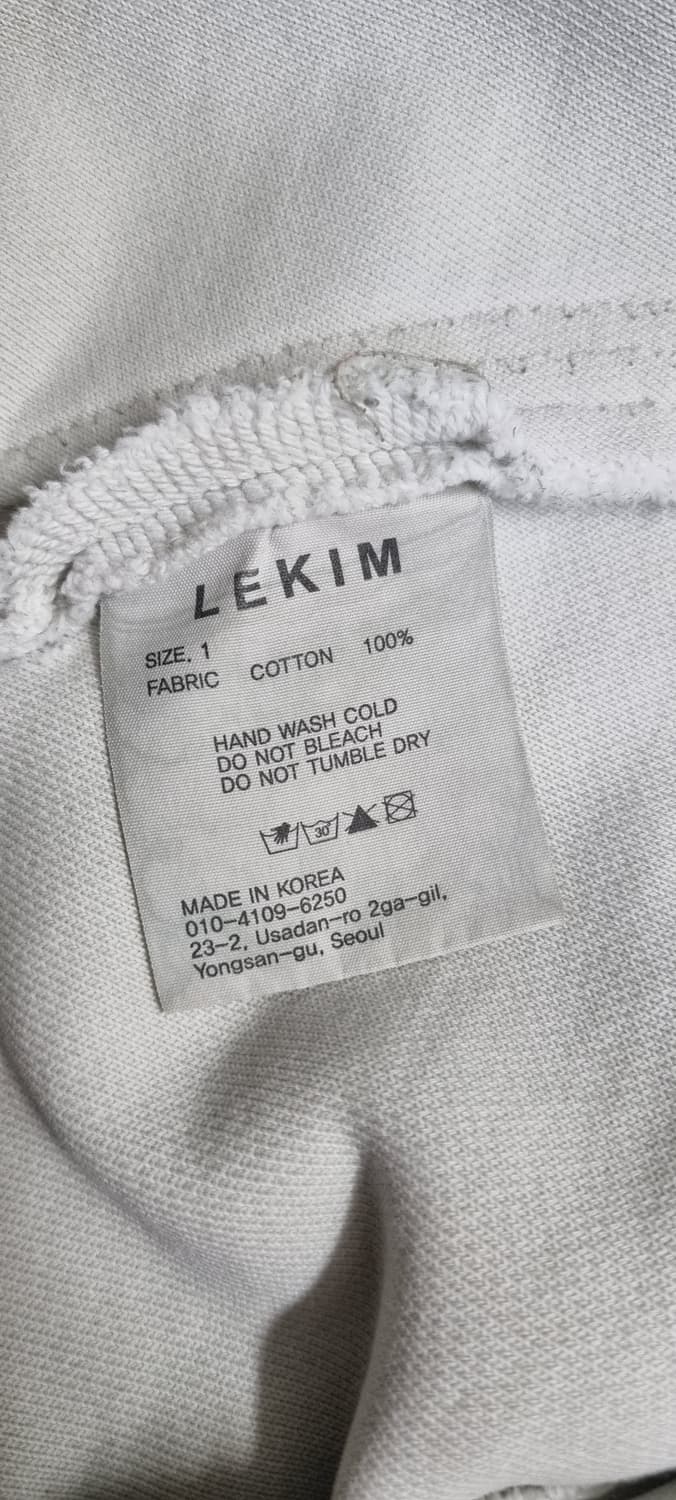 LEKIM
SIZE. 1
FABRIC COTTON 100%
HAND WASH COLD
DO NOT BLEACH
DO NOT TUMBLE DRY
30
MADE IN KOREA
010-4109-6250
23-2, Usadan-ro 2ga-gil,
Yongsan-gu, Seoul